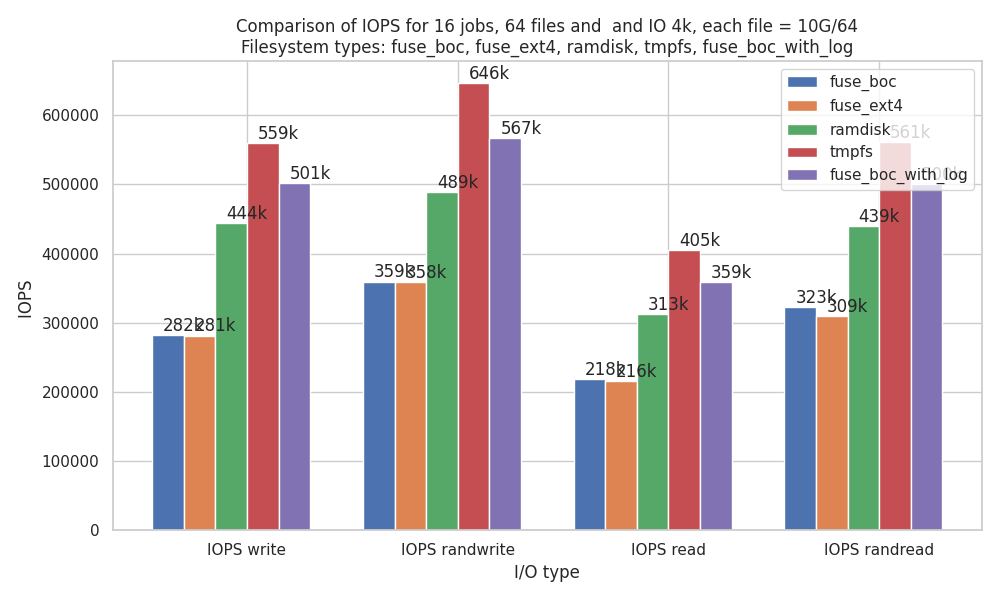 Comparison of IOPS for 16 jobs, 64 files and  and IO 4k, each file = 10G/64
Filesystem types: fuse_boc, fuse_ext4, ramdisk, tmpfs, fuse_boc_with_log
fuse_boc
fuse_ext4
ramdisk
tmpfs
fuse_boc_with_log
IOPS
600000
500000
400000
300000
200000
100000
0
282k
281k
444k
559k
501k
359k
358k
489k
646k
567k
218k
216k
313k
405k
359k
323k
309k
439k
561k
IOPS write
IOPS randwrite
IOPS read
IOPS randread
I/O type